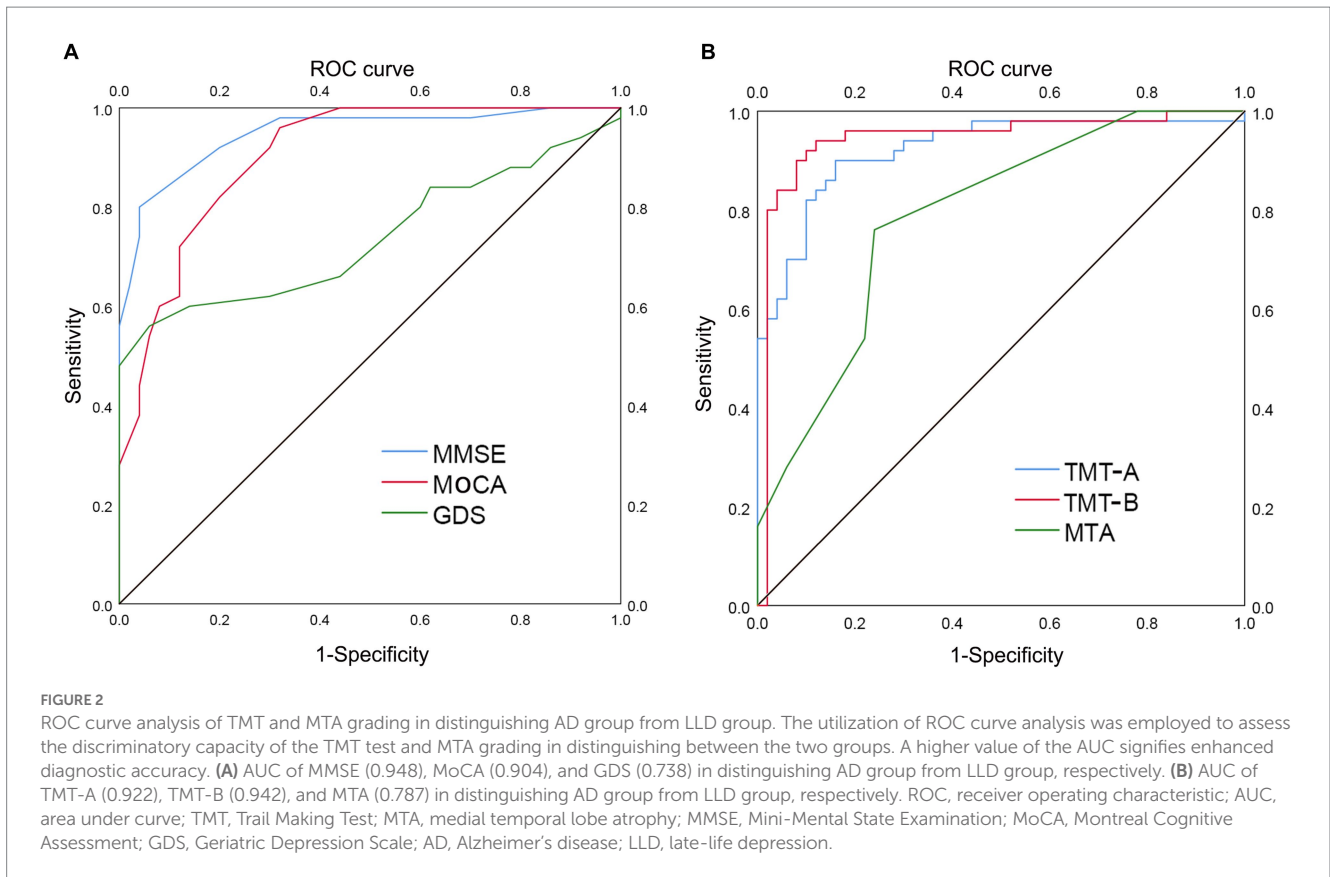 A
B
ROC curve
0.0 0.2 0.4 0.6 0.8 1.0
1.0 1.0
0.8 0.8
0.6 0.6
0.4 0.4
0.2 0.2
0.0 0.0
0.0 0.2 0.4 0.6 0.8 1.0
Sensitivity
1-Specificity
MMSE
MoCA
GDS
ROC curve
0.0 0.2 0.4 0.6 0.8 1.0
1.0 1.0
0.8 0.8
0.6 0.6
0.4 0.4
0.2 0.2
0.0 0.0
0.0 0.2 0.4 0.6 0.8 1.0
Sensitivity
1-Specificity
TMT-A
TMT-B
MTA
FIGURE 2
ROC curve analysis of TMT and MTA grading in distinguishing AD group from LLD group. The utilization of ROC curve analysis was employed to assess
the discriminatory capacity of the TMT test and MTA grading in distinguishing between the two groups. A higher value of the AUC signifies enhanced
diagnostic accuracy. (A) AUC of MMSE (0.948), MoCA (0.904), and GDS (0.738) in distinguishing AD group from LLD group, respectively. (B) AUC of
TMT-A (0.922), TMT-B (0.942), and MTA (0.787) in distinguishing AD group from LLD group, respectively. ROC, receiver operating characteristic; AUC,
area under curve; TMT, Trail Making Test; MTA, medial temporal lobe atrophy; MMSE, Mini-Mental State Examination; MoCA, Montreal Cognitive
Assessment; GDS, Geriatric Depression Scale; AD, Alzheimer's disease; LLD, late-life depression.